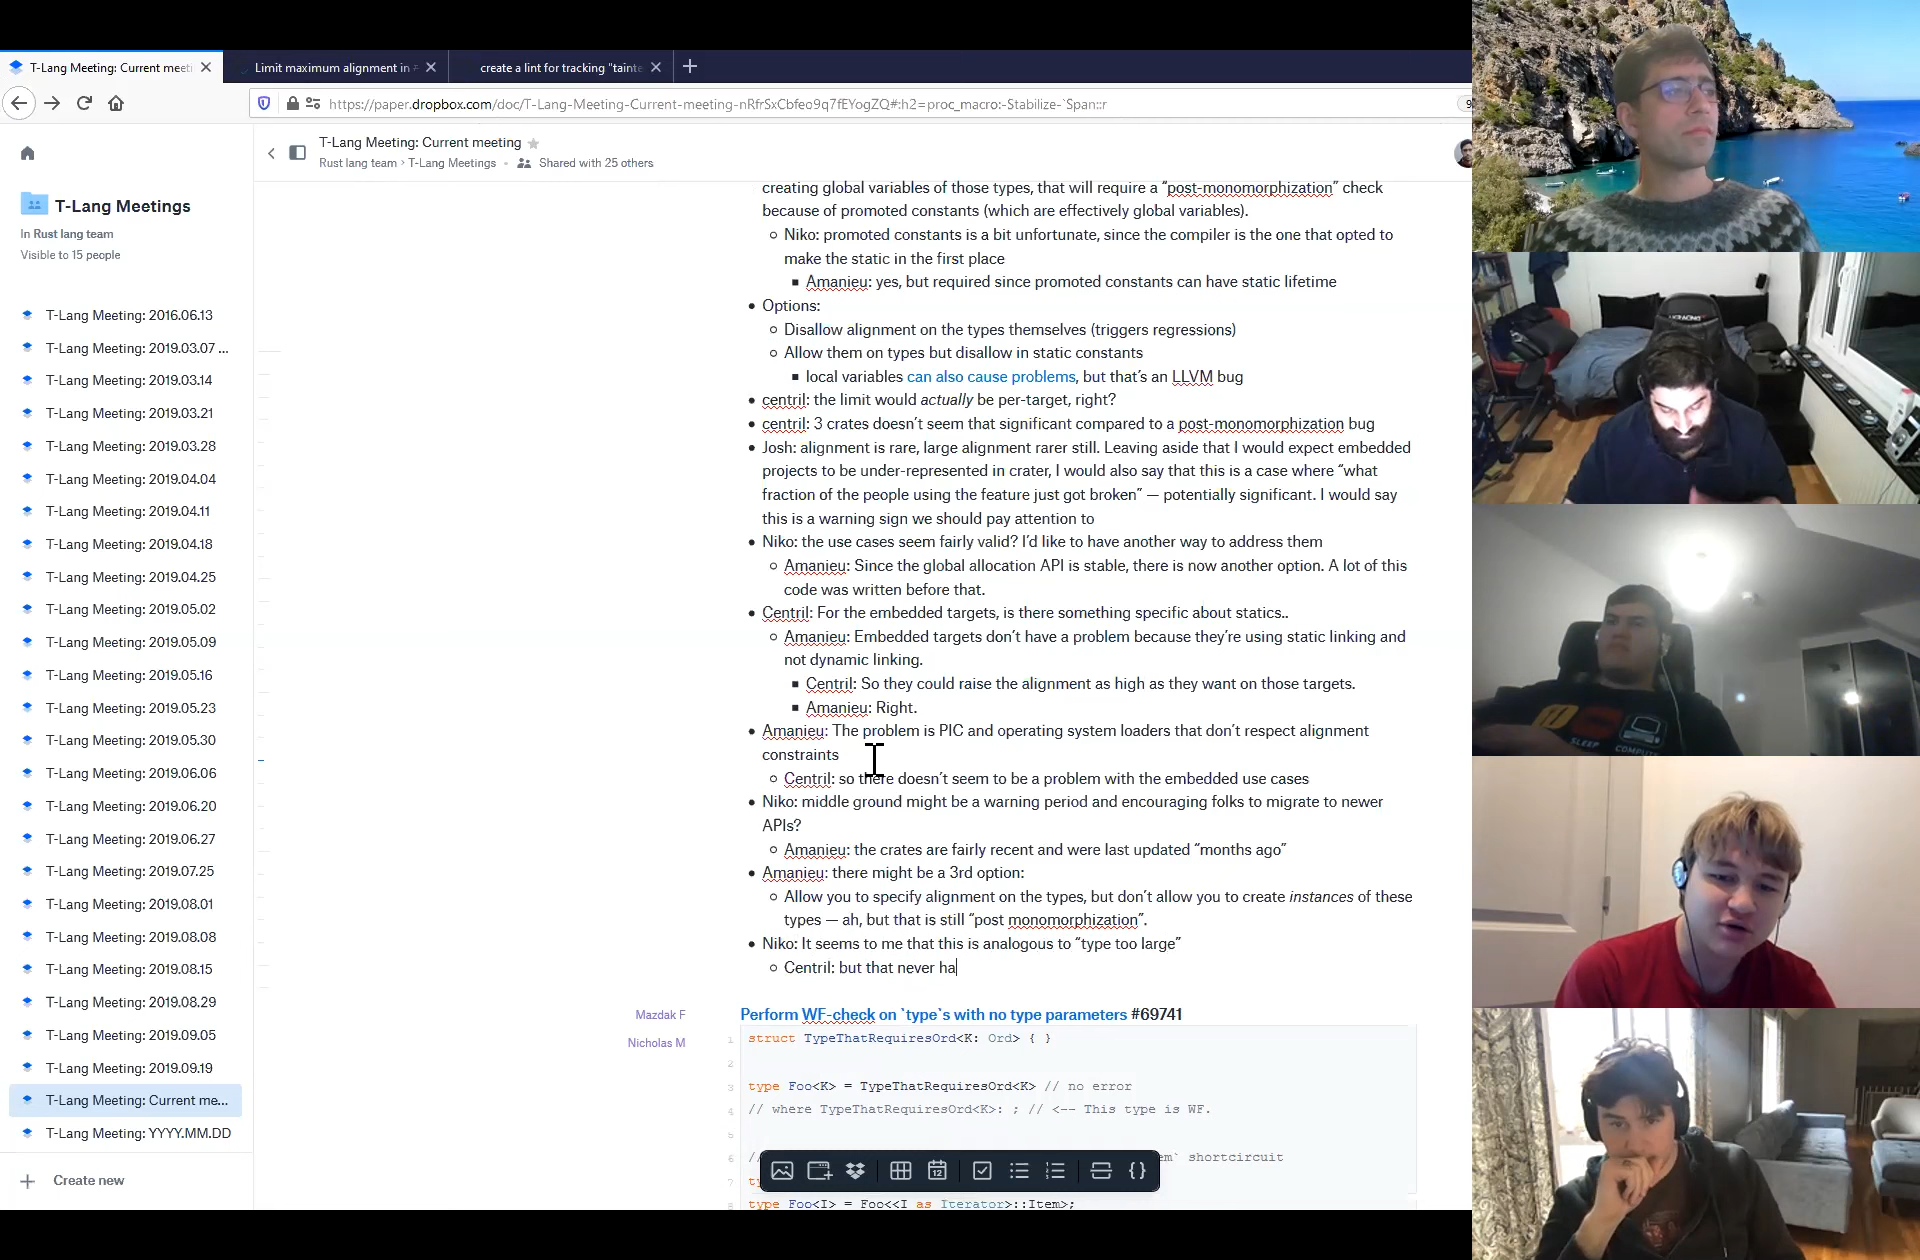 T-Lang Meeting: Current meeti
Limit maximum alignment in
create a lint for tracking "tainte
https://paper.dropbox.com/doc/T-Lang-Meeting-Current-meeting-nRfrSxCbfeo9q7fEYogZQ#:h2=proc_macro:-Stabilize-`Span::r
T-Lang Meeting: Current meeting
Rust lang team › T-Lang Meetings • Shared with 25 others
T-Lang Meetings
In Rust lang team
Visible to 15 people
T-Lang Meeting: 2016.06.13
T-Lang Meeting: 2019.03.07 ...
T-Lang Meeting: 2019.03.14
T-Lang Meeting: 2019.03.21
T-Lang Meeting: 2019.03.28
T-Lang Meeting: 2019.04.04
T-Lang Meeting: 2019.04.11
T-Lang Meeting: 2019.04.18
T-Lang Meeting: 2019.04.25
T-Lang Meeting: 2019.05.02
T-Lang Meeting: 2019.05.09
T-Lang Meeting: 2019.05.16
T-Lang Meeting: 2019.05.23
T-Lang Meeting: 2019.05.30
T-Lang Meeting: 2019.06.06
T-Lang Meeting: 2019.06.20
T-Lang Meeting: 2019.06.27
T-Lang Meeting: 2019.07.25
T-Lang Meeting: 2019.08.01
T-Lang Meeting: 2019.08.08
T-Lang Meeting: 2019.08.15
T-Lang Meeting: 2019.08.29
T-Lang Meeting: 2019.09.05
T-Lang Meeting: 2019.09.12
T-Lang Meeting: 2019.09.19
T-Lang Meeting: Current me...
T-Lang Meeting: YYYY.MM.DD
Create new
creating global variables of those types, that will require a “post-monomorphization” check
because of promoted constants (which are effectively global variables).
Niko: promoted constants is a bit unfortunate, since the compiler is the one that opted to
make the static in the first place
Amanieu: yes, but required since promoted constants can have static lifetime
Options:
Disallow alignment on the types themselves (triggers regressions)
Allow them on types but disallow in static constants
local variables can also cause problems, but that’s an LLVM bug
centril: the limit would actually be per-target, right?
centril: 3 crates doesn’t seem that significant compared to a post-monomorphization bug
Josh: alignment is rare, large alignment rarer still. Leaving aside that I would expect embedded
projects to be under-represented in crater, I would also say that this is a case where “what
fraction of the people using the feature just got broken” — potentially significant. I would say
this is a warning sign we should pay attention to
Niko: the use cases seem fairly valid? I’d like to have another way to address them
Amanieu: Since the global allocation API is stable, there is now another option. A lot of this
code was written before that.
Centril: For the embedded targets, is there something specific about statics..
Amanieu: Embedded targets don’t have a problem because they’re using static linking and
not dynamic linking.
Centril: So they could raise the alignment as high as they want on those targets.
Amanieu: Right.
Amanieu: The problem is PIC and operating system loaders that don’t respect alignment
constraints
Centril: so there doesn’t seem to be a problem with the embedded use cases
Niko: middle ground might be a warning period and encouraging folks to migrate to newer
APIs?
Amanieu: the crates are fairly recent and were last updated “months ago”
Amanieu: there might be a 3rd option:
Allow you to specify alignment on the types, but don’t allow you to create instances of these
types — ah, but that is still “post monomorphization”.
Niko: It seems to me that this is analogous to “type too large”
Centril: but that never ha
Mazdak F
Nicholas M
Perform WF-check on `type`s with no type parameters #69741
1 struct TypeThatRequiresOrd<K: Ord> { }
2
3 type Foo<K> = TypeThatRequiresOrd<K> // no error
4 // where TypeThatRequiresOrd<K>: ; // <-- This type is WF.
5
6 // em` shortcircuit
7 ty
8 type Foo<I> = Foo<<I as Iterator>::Item>;
12
SLEEP COMPUTE